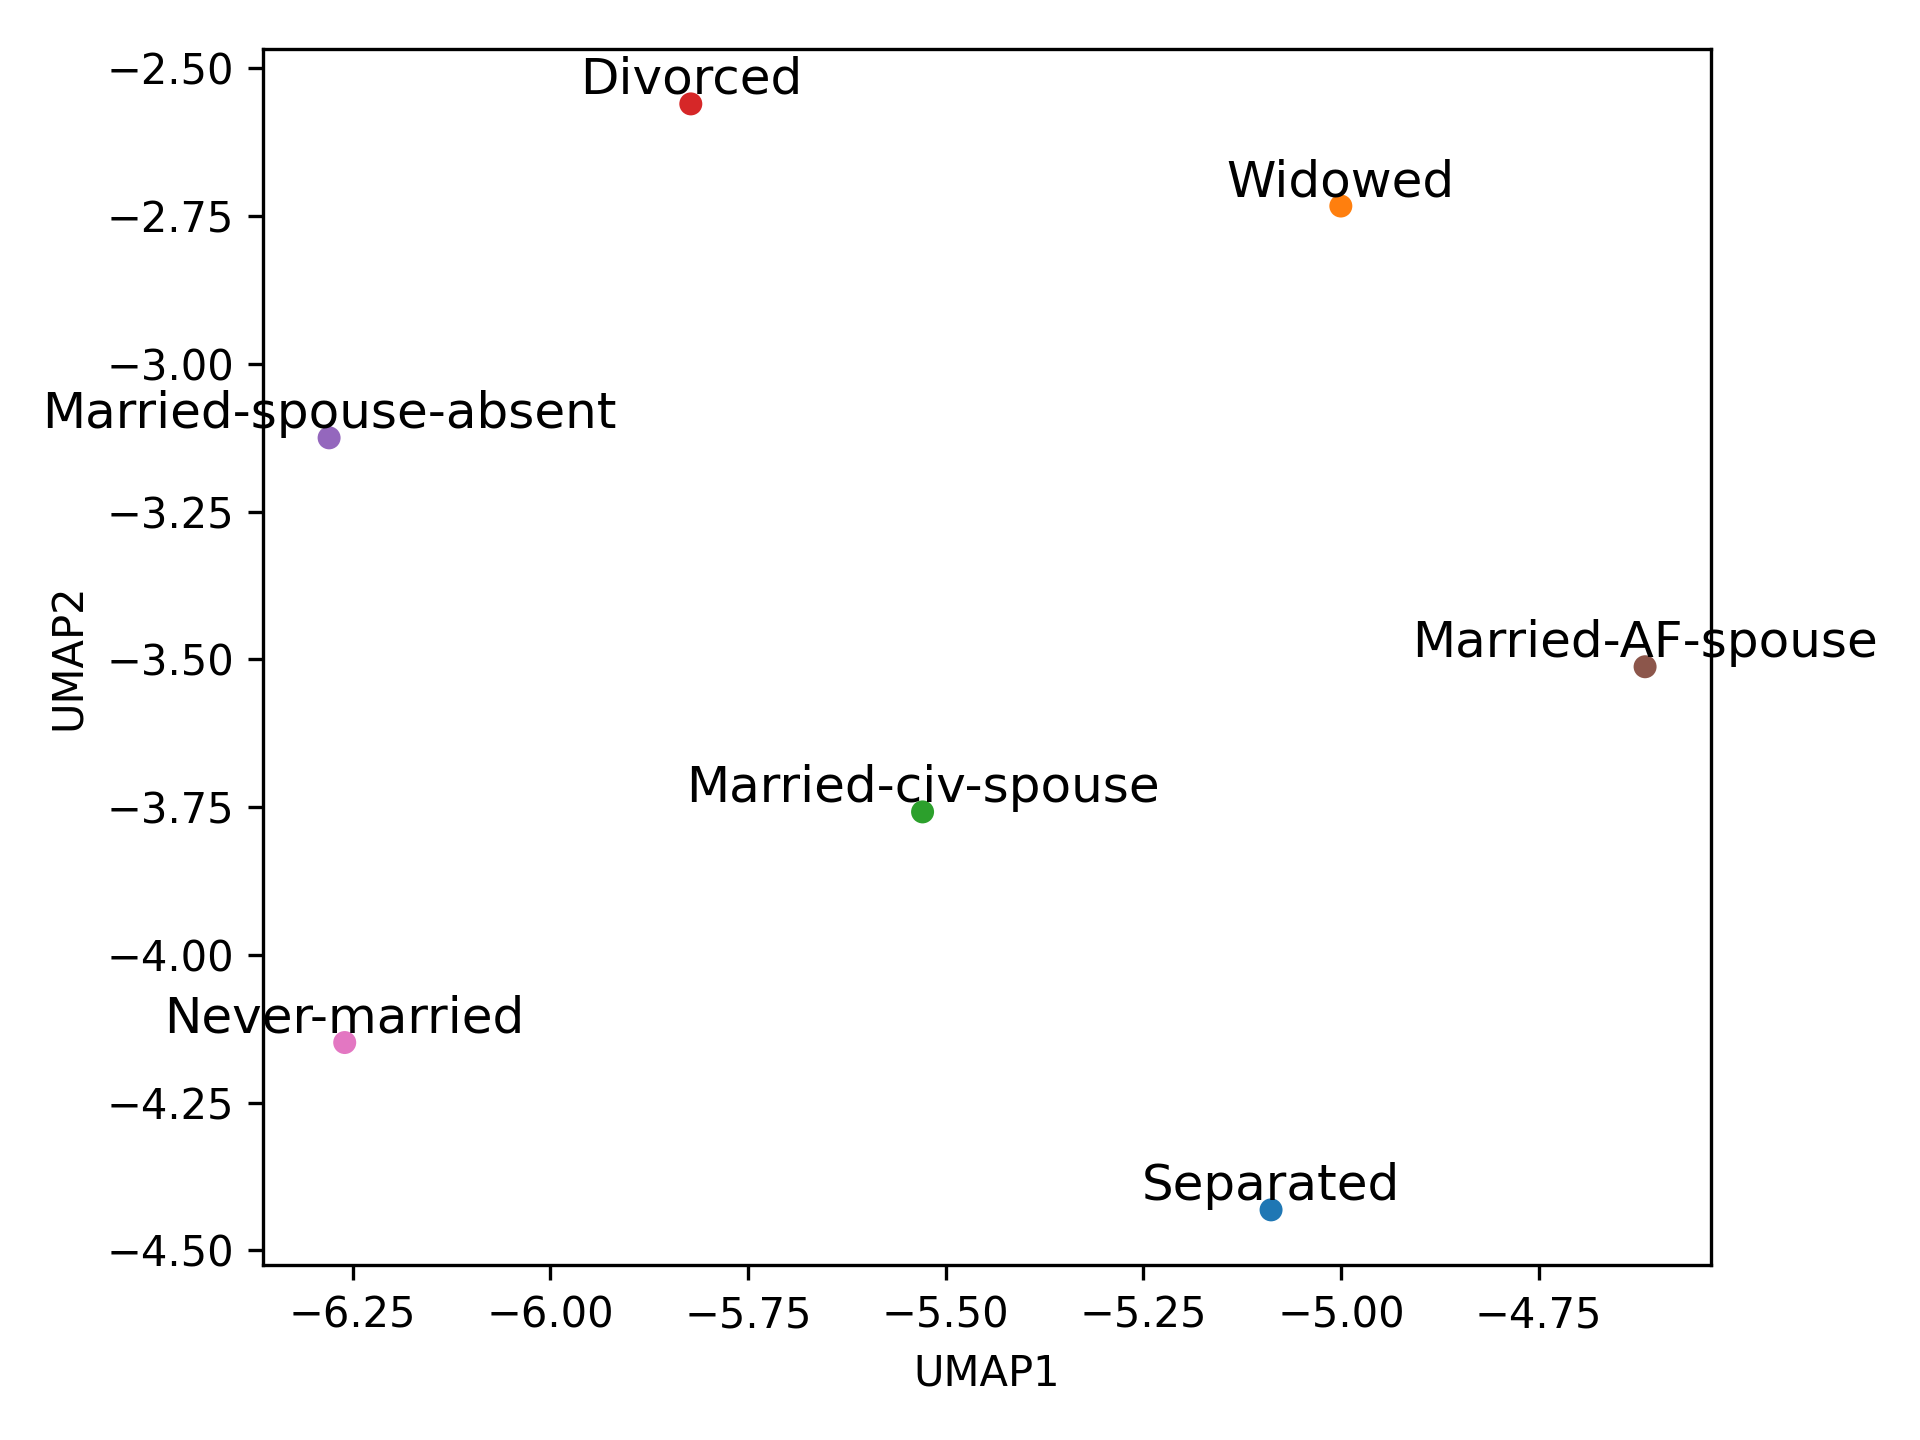 −2.50
Divorced
Widowed
−2.75
−3.00
Married-spouse-absent
−3.25
UMAP2
−3.50
Married-AF-spouse
Married-civ-spouse
−3.75
−4.00
Never-married
−4.25
Separated
−4.50
−6.25 −6.00 −5.75 −5.50 −5.25 −5.00 −4.75
UMAP1